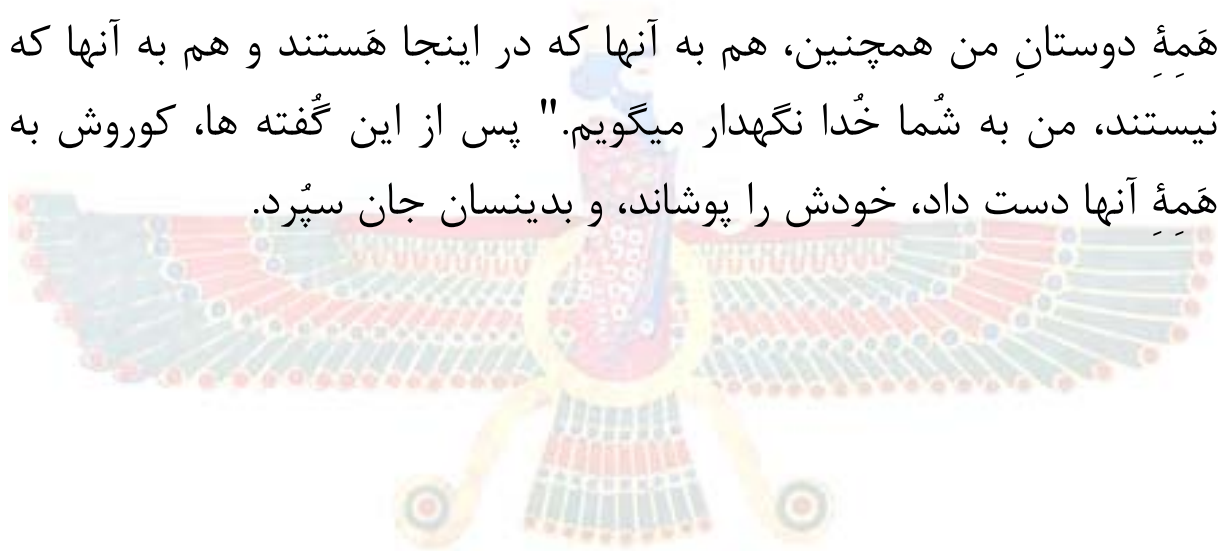 هَمِۀِ دوستانِ من همچنین، هم به آنها که در اینجا هَستند و هم به آنها که
نیستند، من به شُما خُدا نگهدار میگویم." پس از این گُفته ها، کوروش به
هَمِۀِ آنها دست داد، خودش را پوشاند، و بدینسان جان سپُرد.